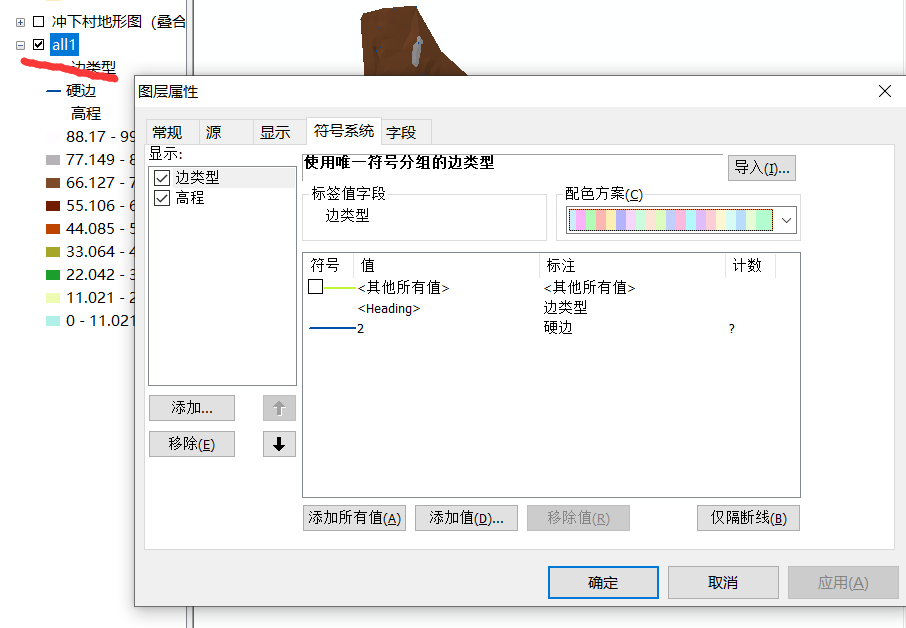 冲下村地形图（叠合
all1
边类型
硬边
高程
88.17 - 99
77.149 - 8
66.127 - 7
55.106 - 6
44.085 - 5
33.064 - 4
22.042 - 3
11.021 - 2
0 - 11.021
图层属性
常规 源 显示 符号系统 字段
显示:
边类型
高程
添加...
移除(E)
使用唯一符号分组的边类型
导入(I)...
标签值字段
边类型
配色方案(C)
符号 值 标注 计数
<其他所有值> <其他所有值>
<Heading> 边类型
2 硬边 ?
添加所有值(A) 添加值(D)... 移除值(R) 仅隔断线(B)
确定 取消 应用(A)